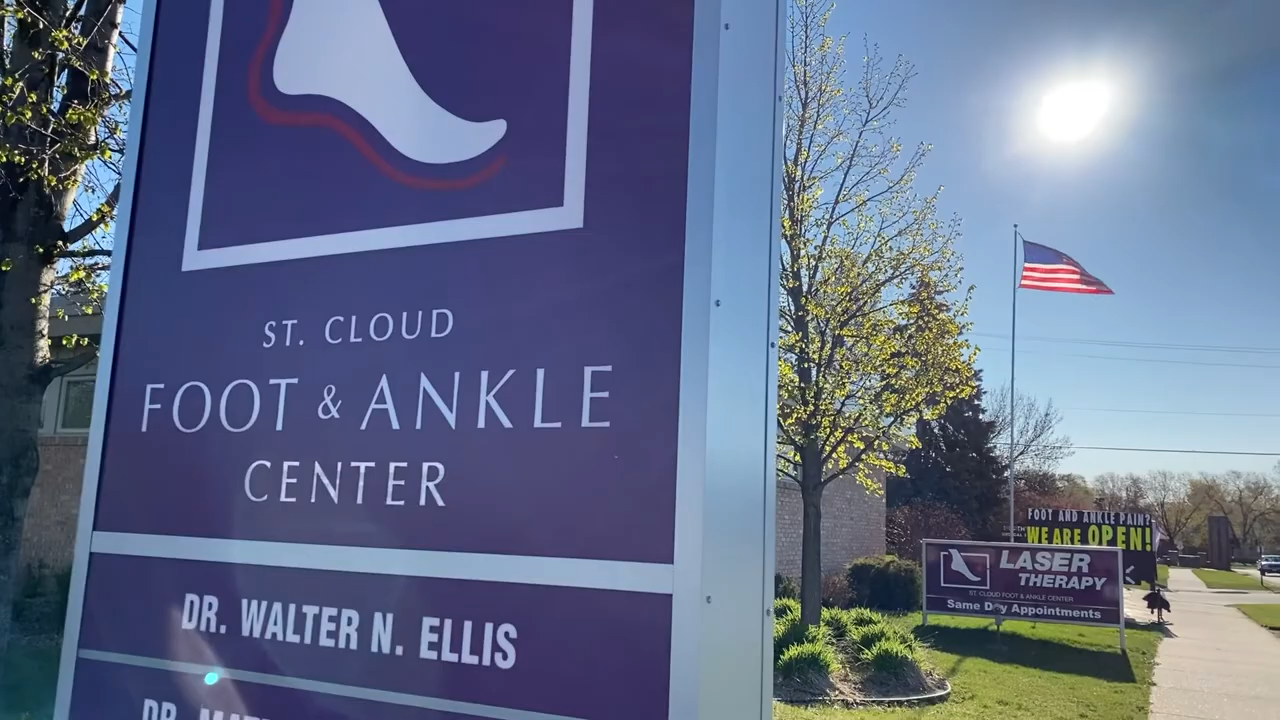 ST. CLOUD
FOOT & ANKLE
CENTER
DR. WALTER N. ELLIS
DR.
FOOT AND ANKLE PAIN?
WE ARE OPEN!
LASER
THERAPY
ST. CLOUD FOOT & ANKLE CENTER
Same Day Appointments